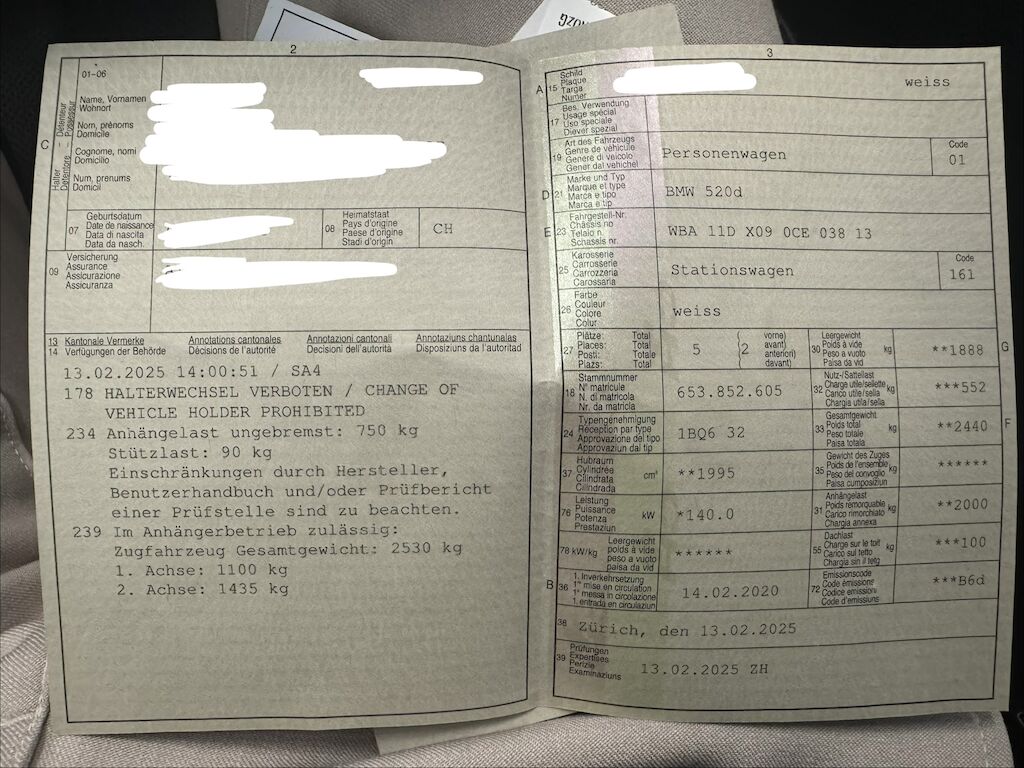 2
01-06
C
Halter – Détenteur
Detentore – Possessur
Name, Vornamen
Wohnort
Nom, prénoms
Domicile
Cognome, nomi
Domicilio
Num, prenums
Domicil
07
Geburtsdatum
Date de naissance
Data di nascita
Data da nasch.
08
Heimatstaat
Pays d'origine
Paese d'origine
Stadi d'origin
CH
09
Versicherung
Assurance
Assicurazione
Assicuranza
13 Kantonale Vermerke Annotations cantonales Annotazioni cantonali Annotaziuns chantunalas
14 Verfügungen der Behörde Décisions de l'autorité Decisioni dell'autorità Disposiziuns da l'autoritad
13.02.2025 14:00:51 / SA4
178 HALTERWECHSEL VERBOTEN / CHANGE OF
VEHICLE HOLDER PROHIBITED
234 Anhängelast ungebremst: 750 kg
Stützlast: 90 kg
Einschränkungen durch Hersteller,
Benutzerhandbuch und/oder Prüfbericht
einer Prüfstelle sind zu beachten.
239 Im Anhängerbetrieb zulässig:
Zugfahrzeug Gesamtgewicht: 2530 kg
1. Achse: 1100 kg
2. Achse: 1435 kg
3
A 15
Schild
Plaque
Targa
Numer
weiss
17
Bes. Verwendung
Usage spécial
Uso speciale
Diever spezial
19
Art des Fahrzeugs
Genre de véhicule
Genere di veicolo
Gener dal vehichel
Personenwagen
Code
01
D 21
Marke und Typ
Marque et type
Marca e tipo
Marca e tip
BMW 520d
E 23
Fahrgestell-Nr.
Châssis no
Telaio n.
Schassis nr.
WBA 11D X09 0CE 038 13
25
Karosserie
Carrosserie
Carrozzeria
Carossaria
Stationswagen
Code
161
26
Farbe
Couleur
Colore
Colur
weiss
27
Plätze: Total
Places: Total
Posti: Totale
Plazs: Total
5
(2
vorne)
avant)
anteriori)
davant)
30
Leergewicht
Poids à vide
Peso a vuoto
Paisa da vid
kg
**1888
G
18
Stammnummer
N° matricule
N. di matricola
Nr. da matricla
653.852.605
32
Nutz-/Sattellast
Charge utile/sellette
Carico utile/sella
Chargia utila/sella
kg
***552
24
Typengenehmigung
Réception par type
Approvazione del tipo
Approvaziun dal tip
1BQ6 32
33
Gesamtgewicht
Poids total
Peso totale
Paisa totala
kg
**2440
F
37
Hubraum
Cylindrée
Cilindrata
Cilindrada
cm³
**1995
35
Gewicht des Zuges
Poids de l'ensemble
Peso del convoglio
Paisa cumposiziun
kg
******
76
Leistung
Puissance
Potenza
Prestaziun
kW
*140.0
31
Anhängelast
Poids remorquable
Carico rimorchiato
Chargia annexa
kg
**2000
78 kW/kg
Leergewicht
poids à vide
peso a vuoto
paisa da vid
******
55
Dachlast
Charge sur le toit
Carico sul tetto
Chargia sin il tetg
kg
***100
B 36
1. Inverkehrsetzung
1re mise en circulation
1a messa in circolazione
1. entrada en circulaziun
14.02.2020
72
Emissionscode
Code émissions
Codice emissioni
Code d'emissiuns
***B6d
38
Zürich, den 13.02.2025
39
Prüfungen
Expertises
Perizie
Examinaziuns
13.02.2025 ZH